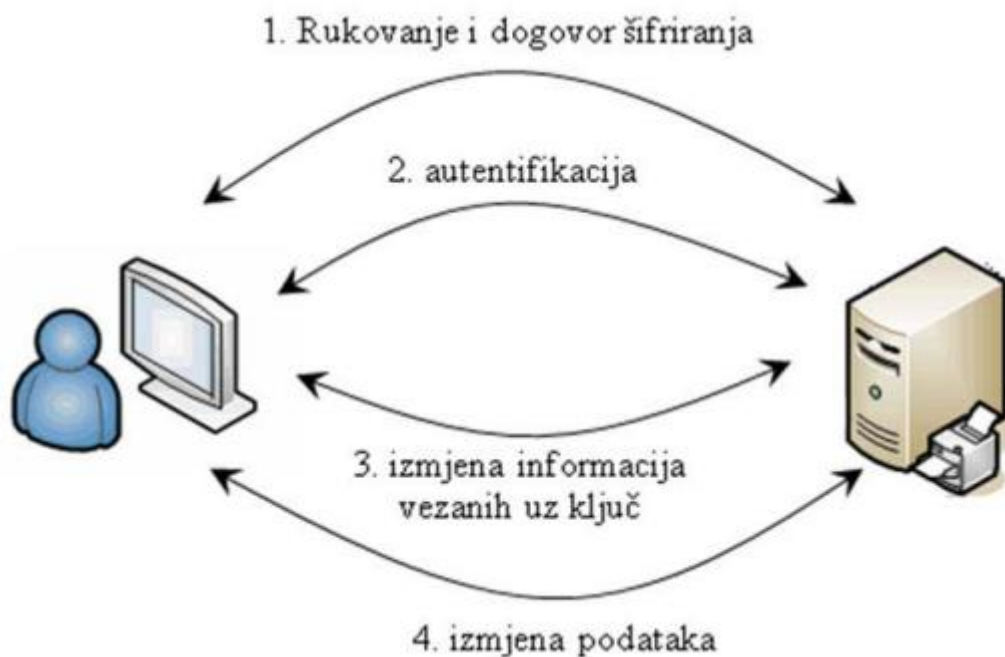 1. Rukovanje i dogovor šifriranja
2. autentifikacija
3. izmjena informacija
vezanih uz ključ
4. izmjena podataka